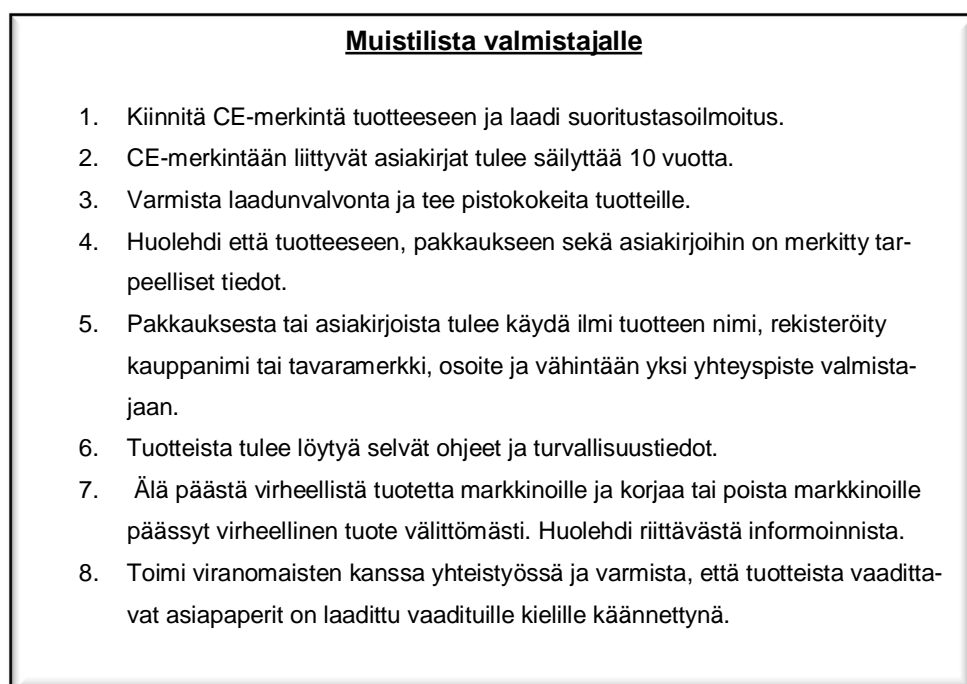 Muistilista valmistajalle
1. Kiinnitä CE-merkintä tuotteeseen ja laadi suoritustasoilmoitus.
2. CE-merkintään liittyvät asiakirjat tulee säilyttää 10 vuotta.
3. Varmista laadunvalvonta ja tee pistokokeita tuotteille.
4. Huolehdi että tuotteeseen, pakkaukseen sekä asiakirjoihin on merkitty tar-
peelliset tiedot.
5. Pakkauksesta tai asiakirjoista tulee käydä ilmi tuotteen nimi, rekisteröity
kauppanimi tai tavaramerkki, osoite ja vähintään yksi yhteyspiste valmista-
jaan.
6. Tuotteista tulee löytyä selvät ohjeet ja turvallisuustiedot.
7. Älä päästä virheellistä tuotetta markkinoille ja korjaa tai poista markkinoille
päässyt virheellinen tuote välittömästi. Huolehdi riittävästä informoinnista.
8. Toimi viranomaisten kanssa yhteistyössä ja varmista, että tuotteista vaaditta-
vat asiapaperit on laadittu vaadituille kielille käännettynä.